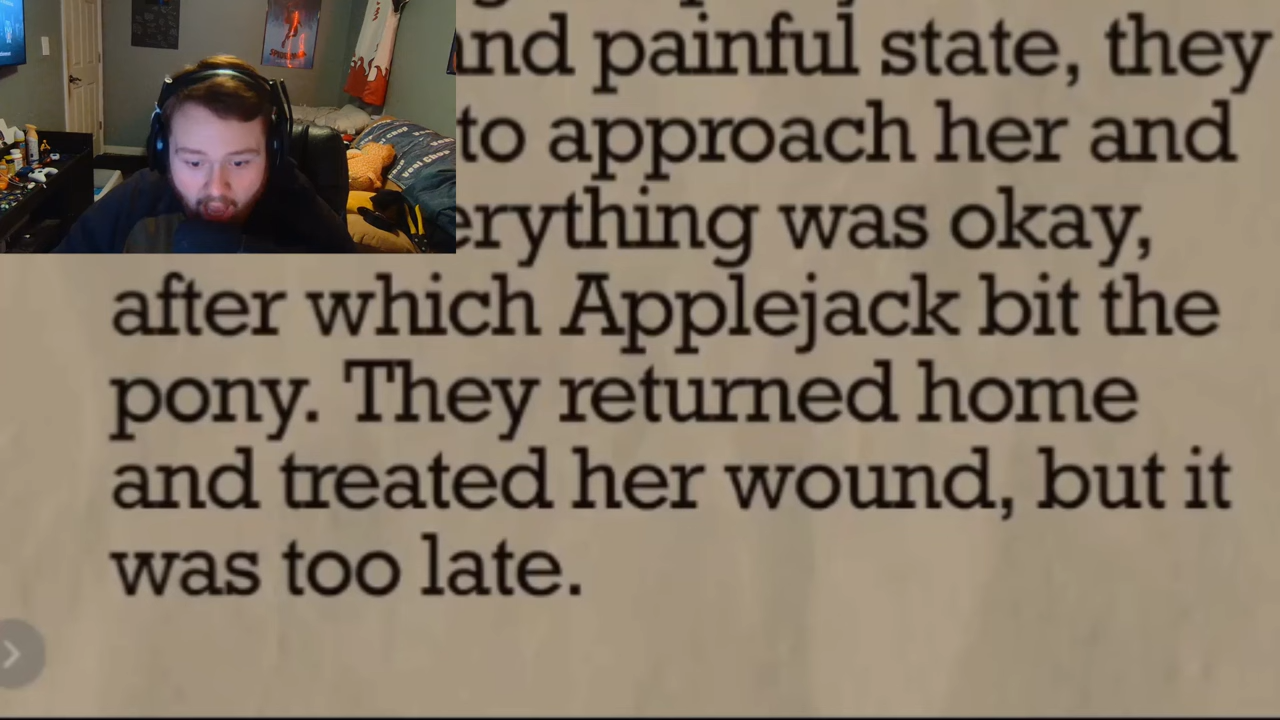 and painful state, they
to approach her and
erything was okay,
after which Applejack bit the
pony. They returned home
and treated her wound, but it
was too late.